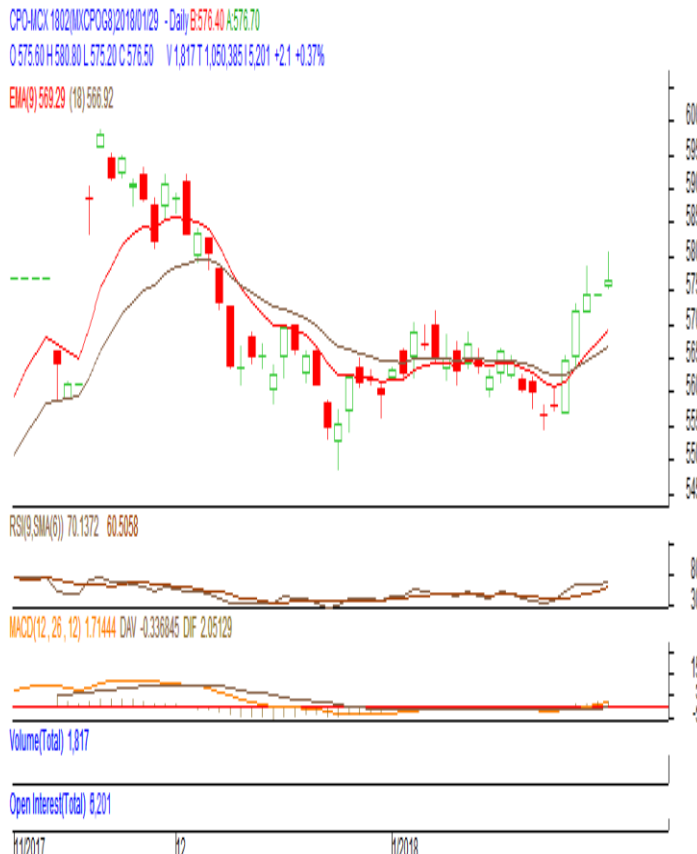 CPO-MCX 1802(MXCPOG8)2018/01/29 - Daily B:576.40 A:576.70
O 575.60 H 580.80 L 575.20 C 576.50 V 1,817 T 1,050,385 I 5,201 +2.1 +0.37%
EMA(9) 569.29 (18) 566.92
RSI(9,SMA(6)) 70.1372 60.5058
MACD(12 , 26 , 12) 1.71444 DAV -0.336845 DIF 2.05129
Volume(Total) 1,817
Open Interest(Total) 5,201
11/2017 12 1/2018